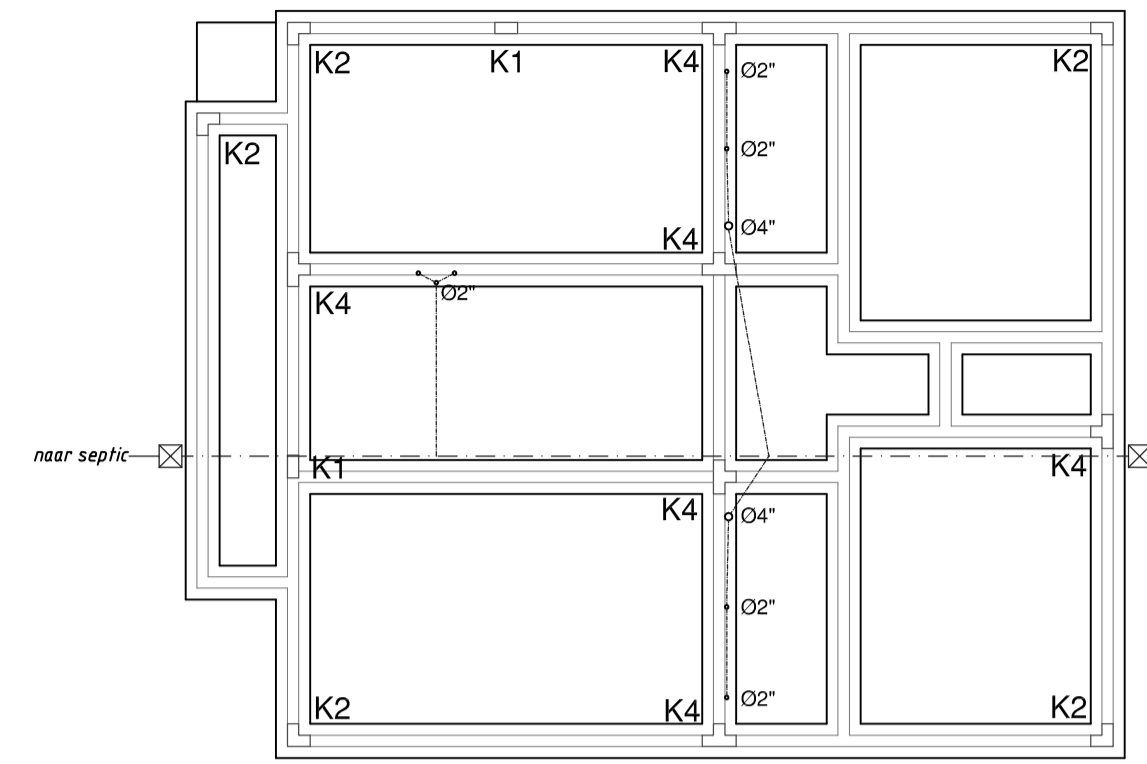 K2 K1 K4 Ø2" K2
K2 Ø2"
K4 Ø4"
K4 Ø2"
naar septic K1 K4
K4 Ø4"
Ø2"
K2 K4 Ø2" K2